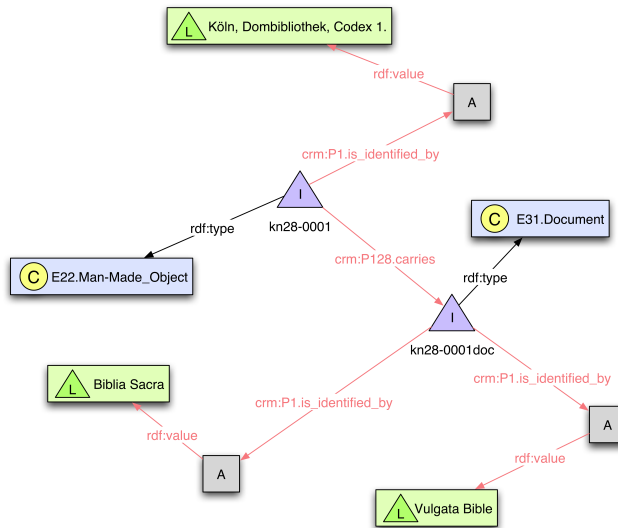 L Köln, Dombibliothek, Codex 1.
rdf:value
A
crm:P1.is_identified_by
I
kn28-0001
C E31.Document
rdf:type
rdf:type
crm:P128.carries
C E22.Man-Made_Object
I
kn28-0001doc
L Biblia Sacra
crm:P1.is_identified_by
crm:P1.is_identified_by
A
rdf:value
rdf:value
A
L Vulgata Bible